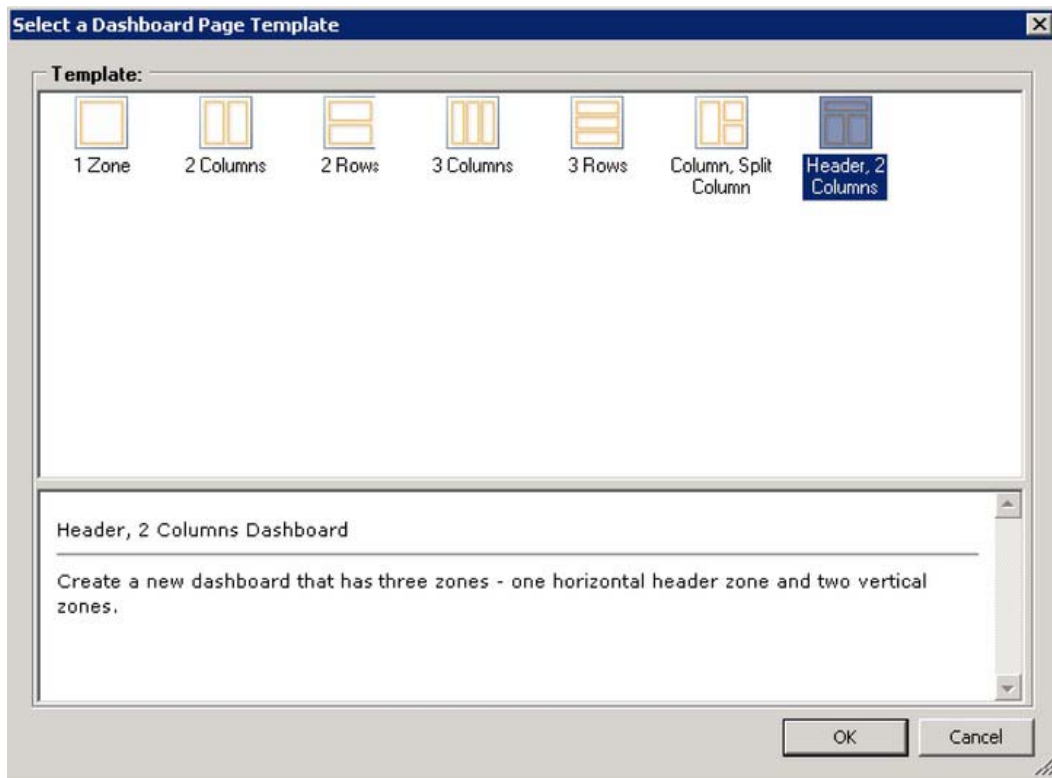 Select a Dashboard Page Template
Template:
1 Zone
2 Columns
2 Rows
3 Columns
3 Rows
Column, Split
Column
Header, 2
Columns
Header, 2 Columns Dashboard
Create a new dashboard that has three zones - one horizontal header zone and two vertical
zones.
OK
Cancel